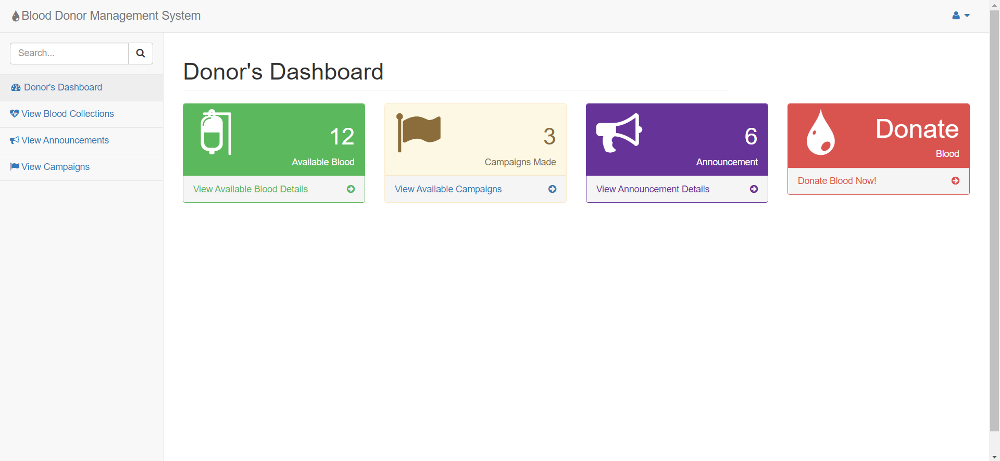 Blood Donor Management System
Search...
Donor's Dashboard
View Blood Collections
View Announcements
View Campaigns
Donor's Dashboard
12
Available Blood
View Available Blood Details
3
Campaigns Made
View Available Campaigns
6
Announcement
View Announcement Details
Donate
Blood
Donate Blood Now!